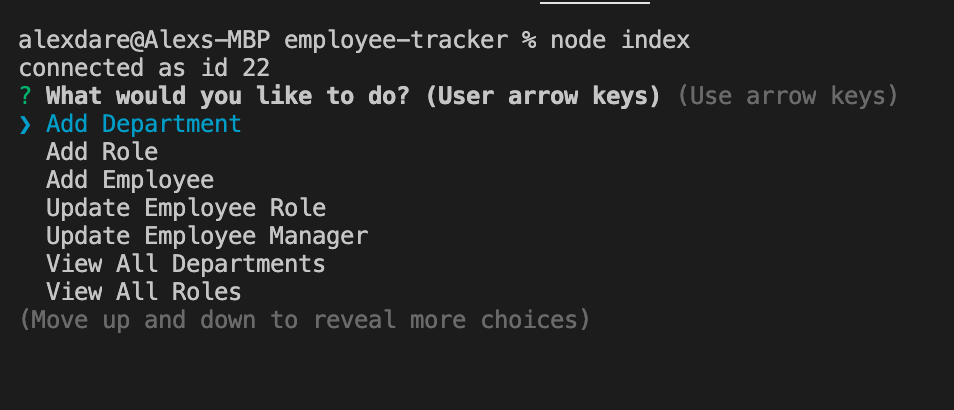 alexdare@Alexs-MBP employee-tracker % node index
connected as id 22
? What would you like to do? (User arrow keys) (Use arrow keys)
❯ Add Department
Add Role
Add Employee
Update Employee Role
Update Employee Manager
View All Departments
View All Roles
(Move up and down to reveal more choices)